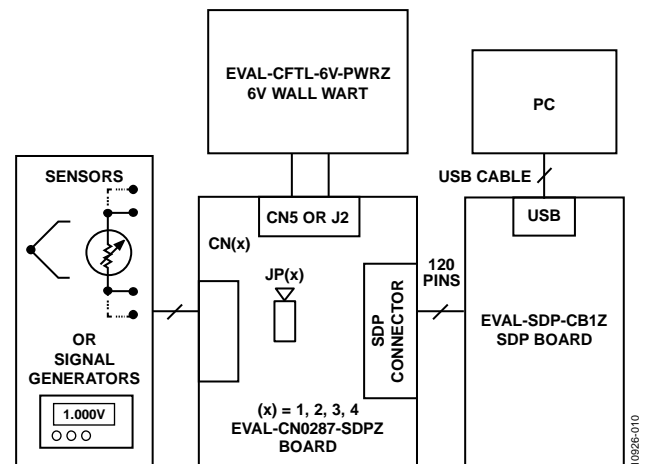 EVAL-CFTL-6V-PWRZ
6V WALL WART
PC
SENSORS
USB CABLE
CN5 OR J2
USB
CN(x)
JP(x)
120
PINS
SDP
CONNECTOR
EVAL-SDP-CB1Z
SDP BOARD
OR
SIGNAL
GENERATORS
1.000V
(x) = 1, 2, 3, 4
EVAL-CN0287-SDPZ
BOARD
10926-010